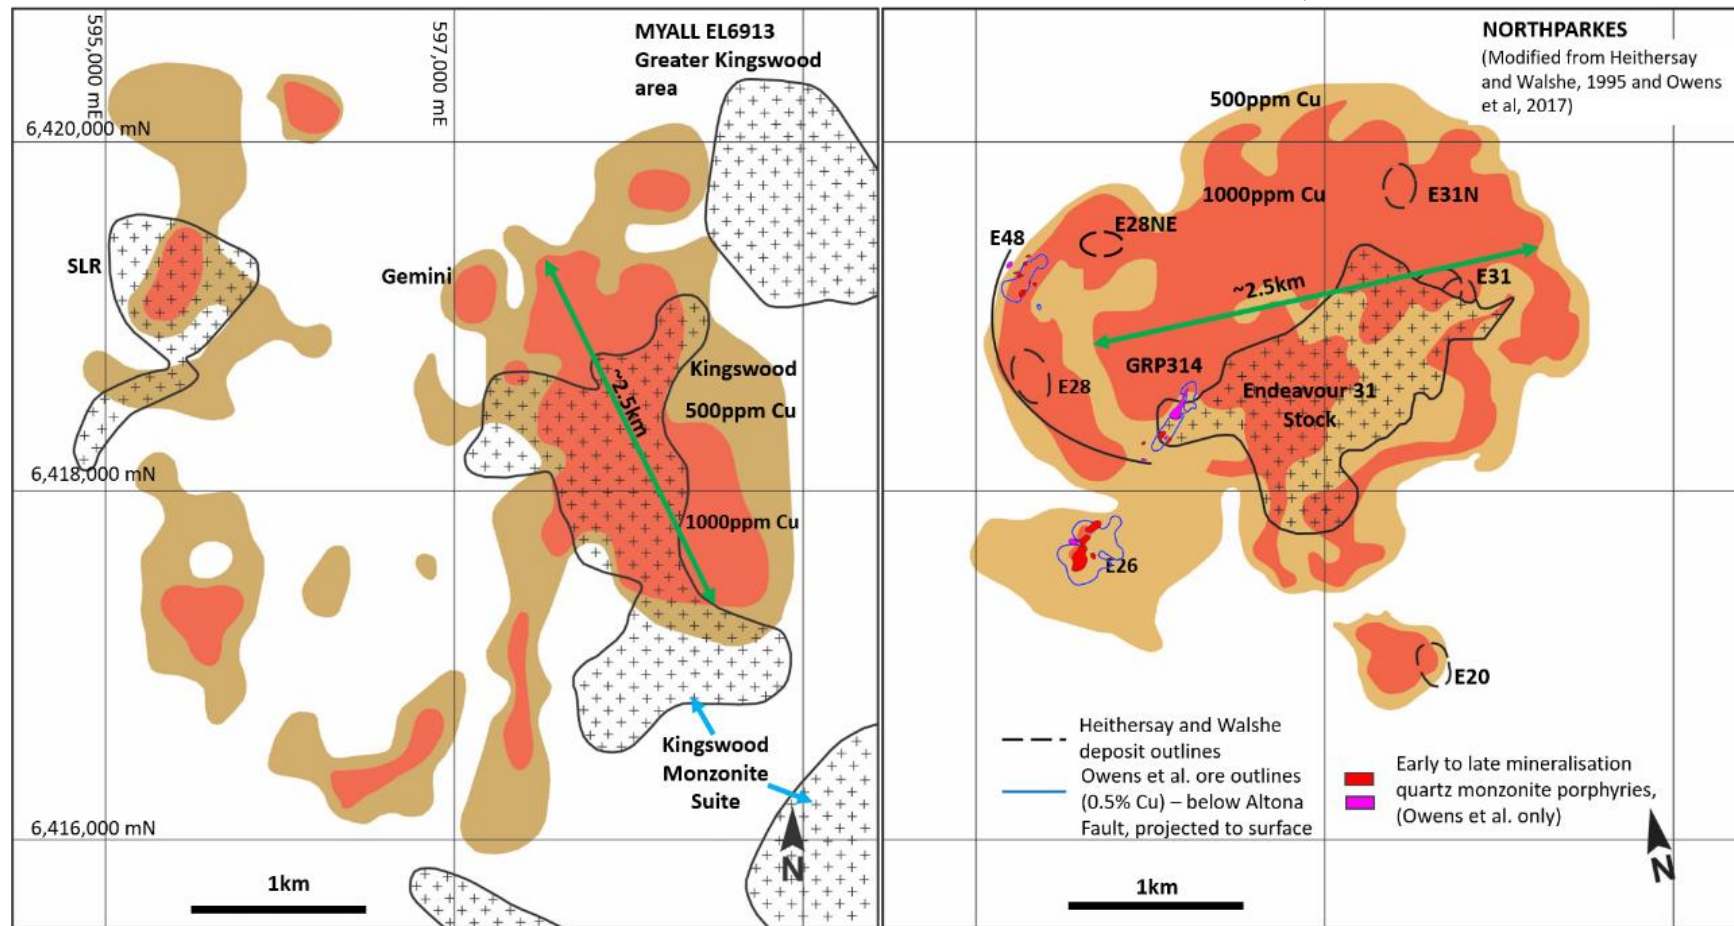 595,000 mE
597,000 mE
MYALL EL6913
Greater Kingswood
area
6,420,000 mN
SLR
Gemini
~2.5km
Kingswood
500ppm Cu
6,418,000 mN
1000ppm Cu
Kingswood
Monzonite
Suite
6,416,000 mN
N
1km
NORTHPARKES
(Modified from Heithersay
and Walshe, 1995 and Owens
et al, 2017)
500ppm Cu
1000ppm Cu
E31N
E28NE
E48
~2.5km
E31
GRP314
E28
Endeavour 31
Stock
E26
E20
Heithersay and Walshe
deposit outlines
Owens et al. ore outlines
(0.5% Cu) – below Altona
Fault, projected to surface
Early to late mineralisation
quartz monzonite porphyries,
(Owens et al. only)
1km
N